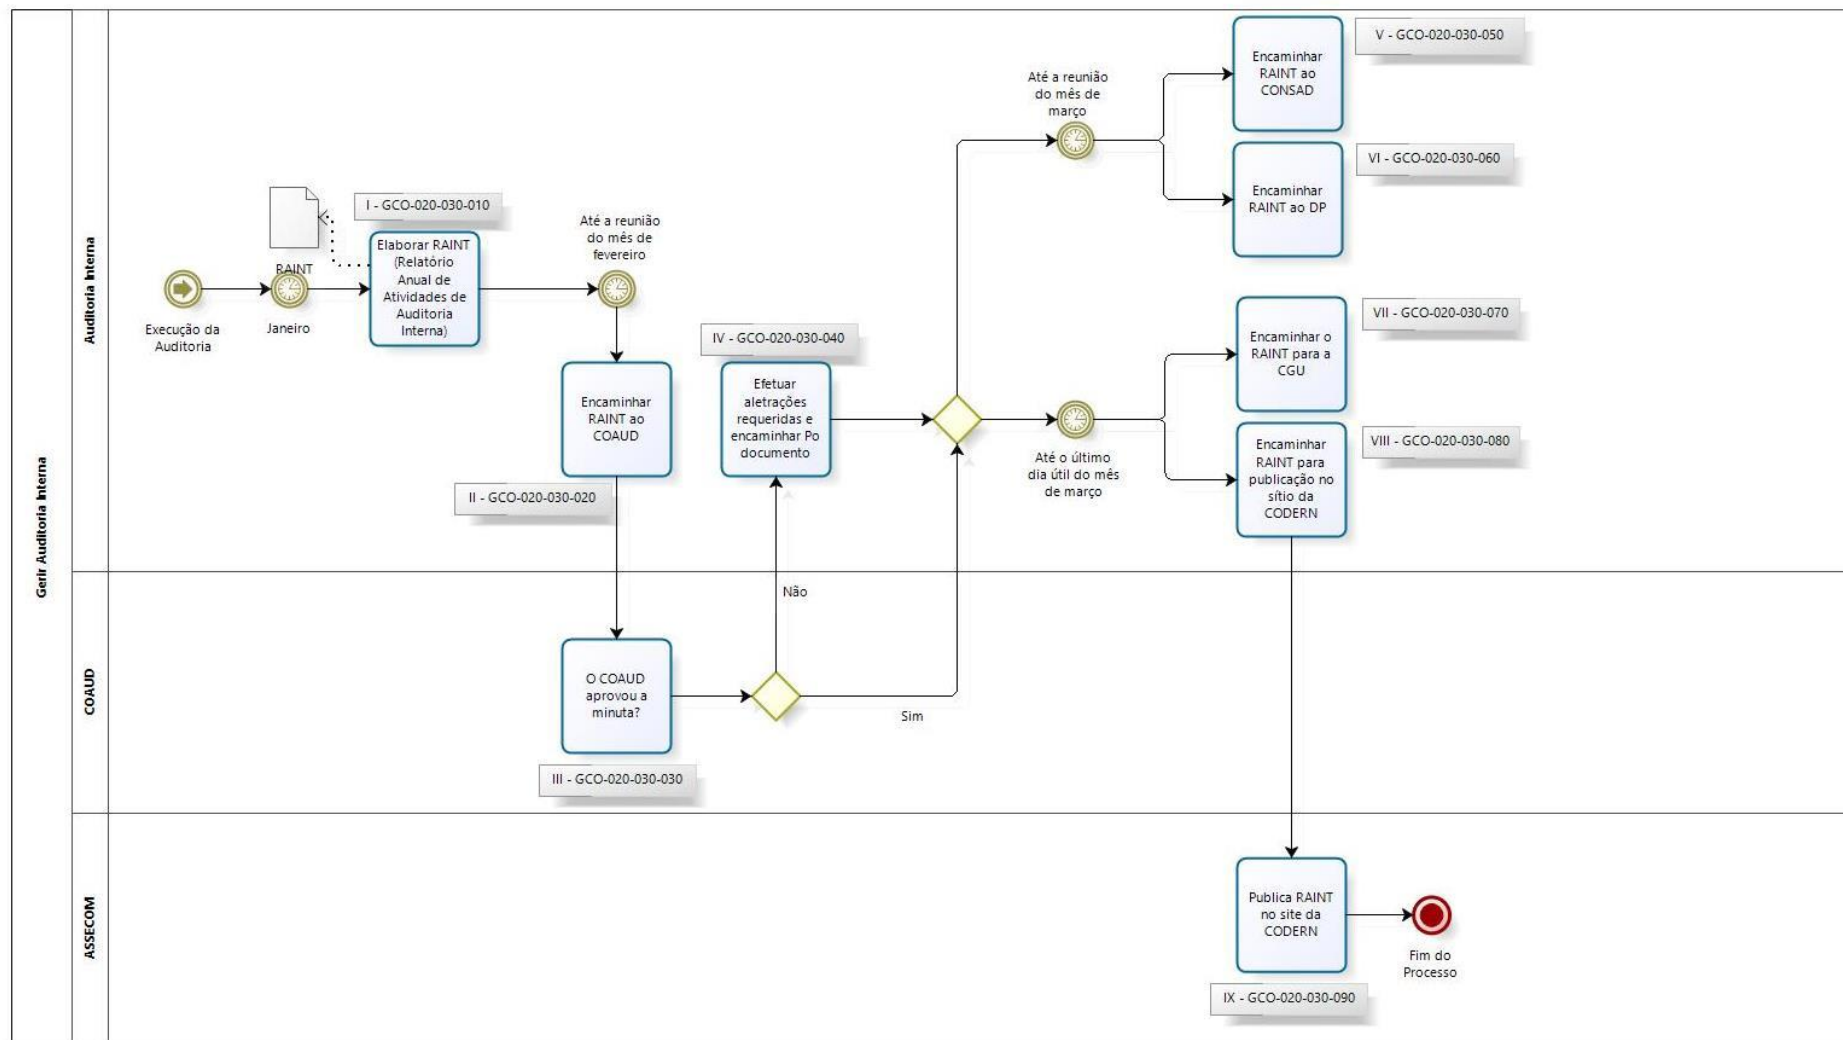 Gerir Auditoria Interna
Auditoria Interna
Execução da
Auditoria
RAINT
Janeiro
I - GCO-020-030-010
Elaborar RAINT
(Relatório
Anual de
Atividades de
Auditoria
Interna)
Até a reunião
do mês de
fevereiro
Encaminhar
RAINT ao
COAUD
II - GCO-020-030-020
IV - GCO-020-030-040
Efetuar
aletrações
requeridas e
encaminhar Po
documento
Até a reunião
do mês de
março
Encaminhar
RAINT ao
CONSAD
V - GCO-020-030-050
Encaminhar
RAINT ao DP
VI - GCO-020-030-060
Até o último
dia útil do mês
de março
Encaminhar o
RAINT para a
CGU
VII - GCO-020-030-070
Encaminhar
RAINT para
publicação no
sítio da
CODERN
VIII - GCO-020-030-080
COAUD
O COAUD
aprovou a
minuta?
III - GCO-020-030-030
Não
Sim
ASSECOM
Publica RAINT
no site da
CODERN
IX - GCO-020-030-090
Fim do
Processo